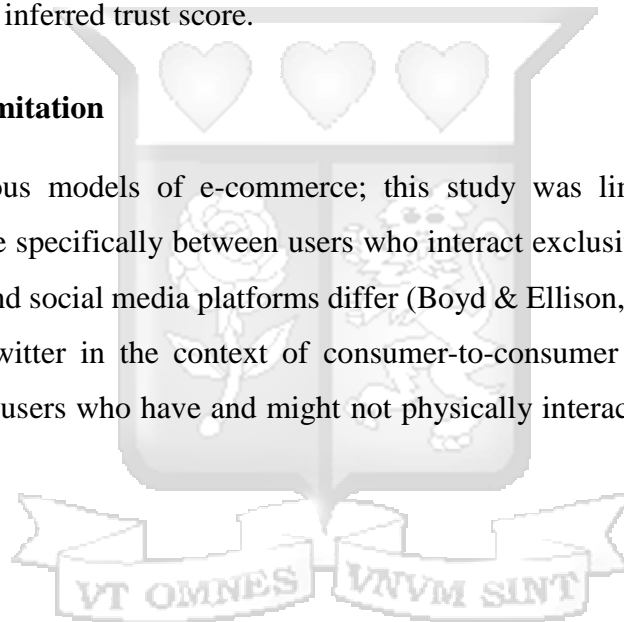 inferred trust score.
mitation
ous models of e-commerce; this study was lin
e specifically between users who interact exclusi
nd social media platforms differ (Boyd & Ellison,
witter in the context of consumer-to-consumer
users who have and might not physically interac
VT OMNES VNVM SINT